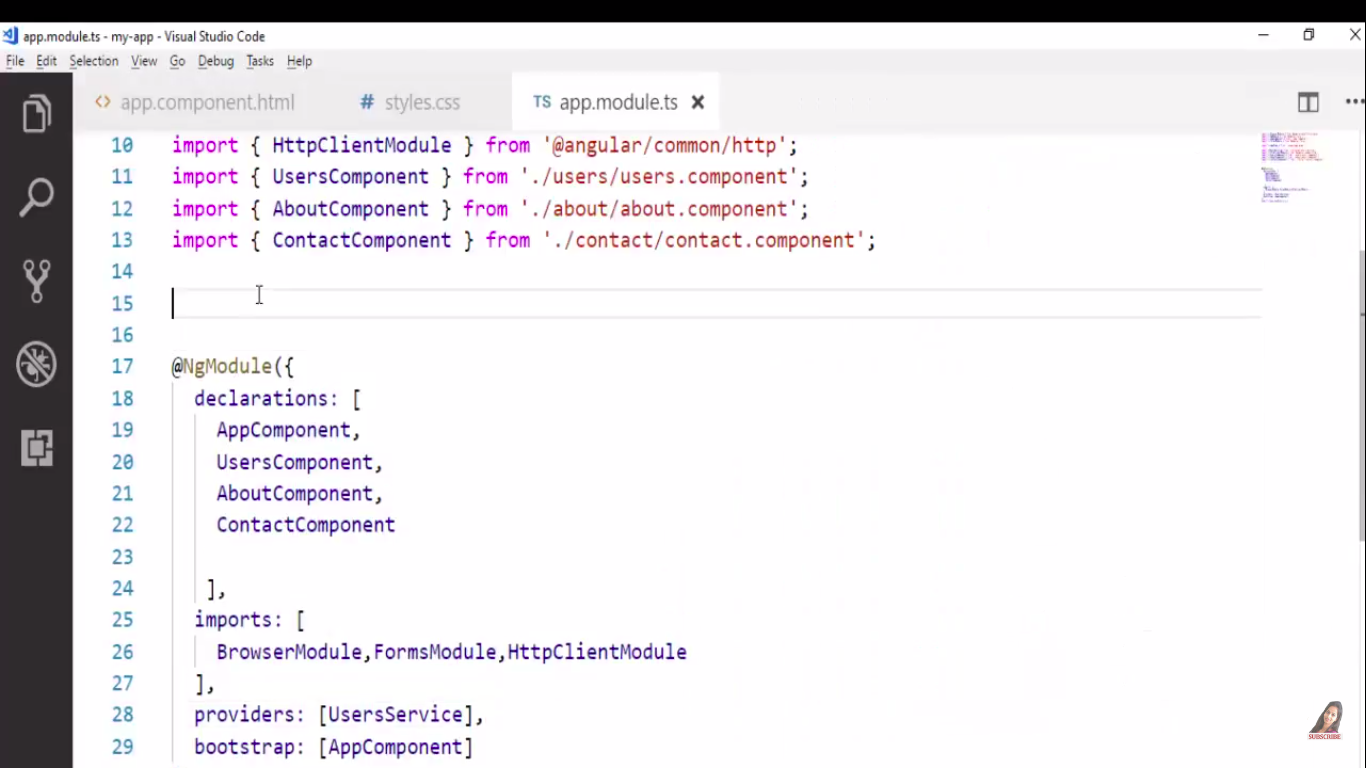 app.module.ts - my-app - Visual Studio Code
File Edit Selection View Go Debug Tasks Help
<> app.component.html # styles.css TS app.module.ts
10 import { HttpClientModule } from '@angular/common/http';
11 import { UsersComponent } from './users/users.component';
12 import { AboutComponent } from './about/about.component';
13 import { ContactComponent } from './contact/contact.component';
14
15
16
17 @NgModule({
18 declarations: [
19 AppComponent,
20 UsersComponent,
21 AboutComponent,
22 ContactComponent
23
24 ],
25 imports: [
26 BrowserModule,FormsModule,HttpClientModule
27 ],
28 providers: [UsersService],
29 bootstrap: [AppComponent]
SUBSCRIBE